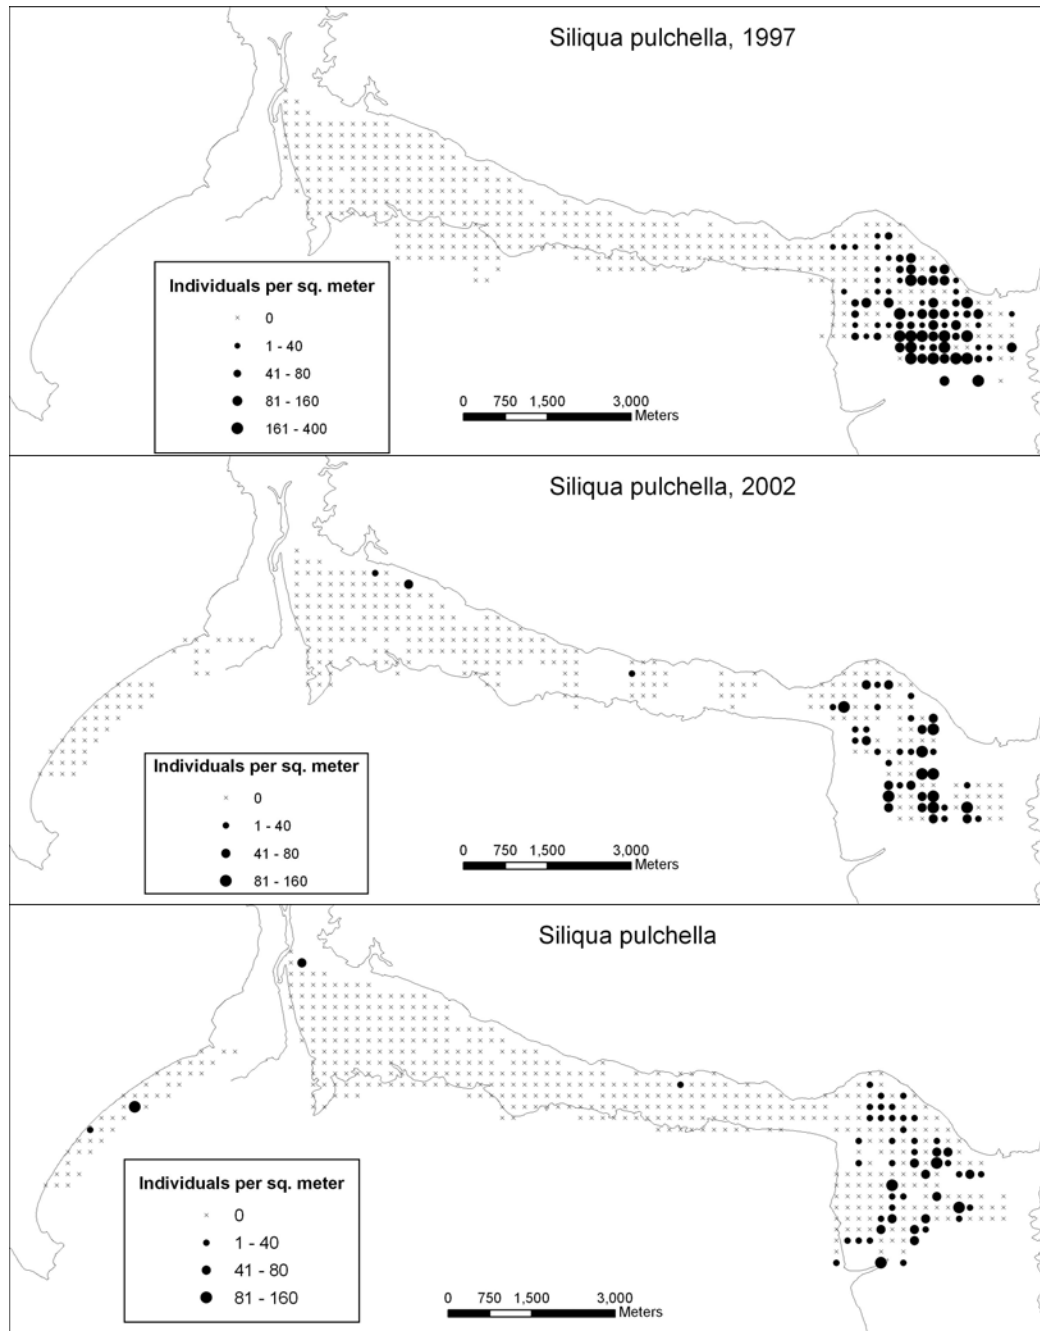 Siliqua pulchella, 1997
Individuals per sq. meter
0
1 - 40
41 - 80
81 - 160
161 - 400
0 750 1,500 3,000
Meters
Siliqua pulchella, 2002
Individuals per sq. meter
0
1 - 40
41 - 80
81 - 160
0 750 1,500 3,000
Meters
Siliqua pulchella
Individuals per sq. meter
0
1 - 40
41 - 80
81 - 160
0 750 1,500 3,000
Meters